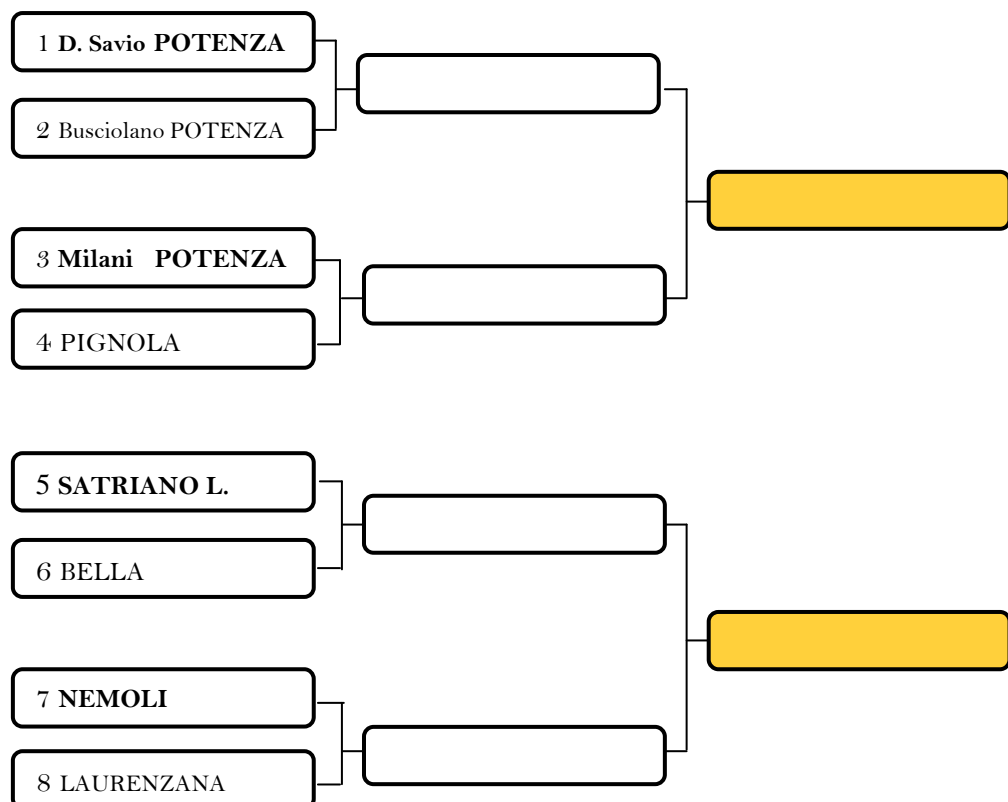 1 D. Savio POTENZA
2 Busciolano POTENZA
3 Milani POTENZA
4 PIGNOLA
5 SATRIANO L.
6 BELLA
7 NEMOLI
8 LAURENZANA